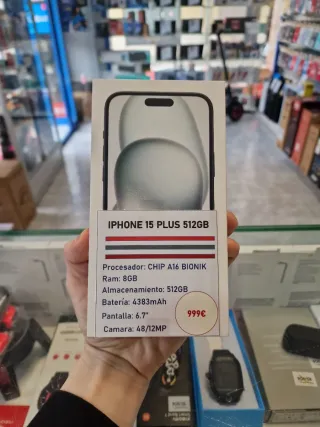 IPHONE 15 PLUS 512GB
Procesador: CHIP A16 BIONIK
Ram: 8GB
Almacenamiento: 512GB
Batería: 4383mAh
Pantalla: 6.7"
Camara: 48/12MP
999€